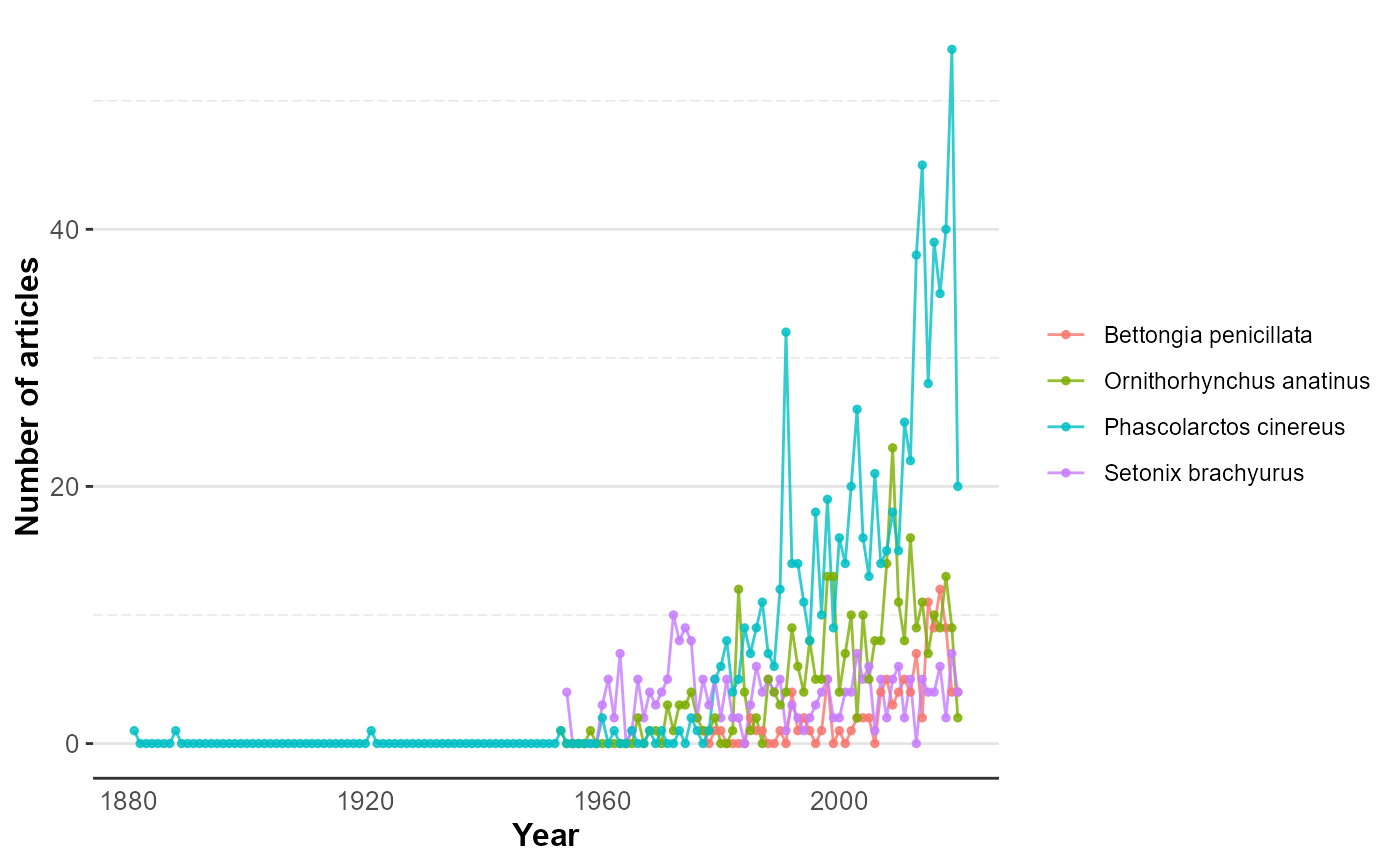 Number of articles
40
20
0
1880 1920 1960 2000
Year
Bettongia penicillata
Ornithorhynchus anatinus
Phascolarctos cinereus
Setonix brachyurus